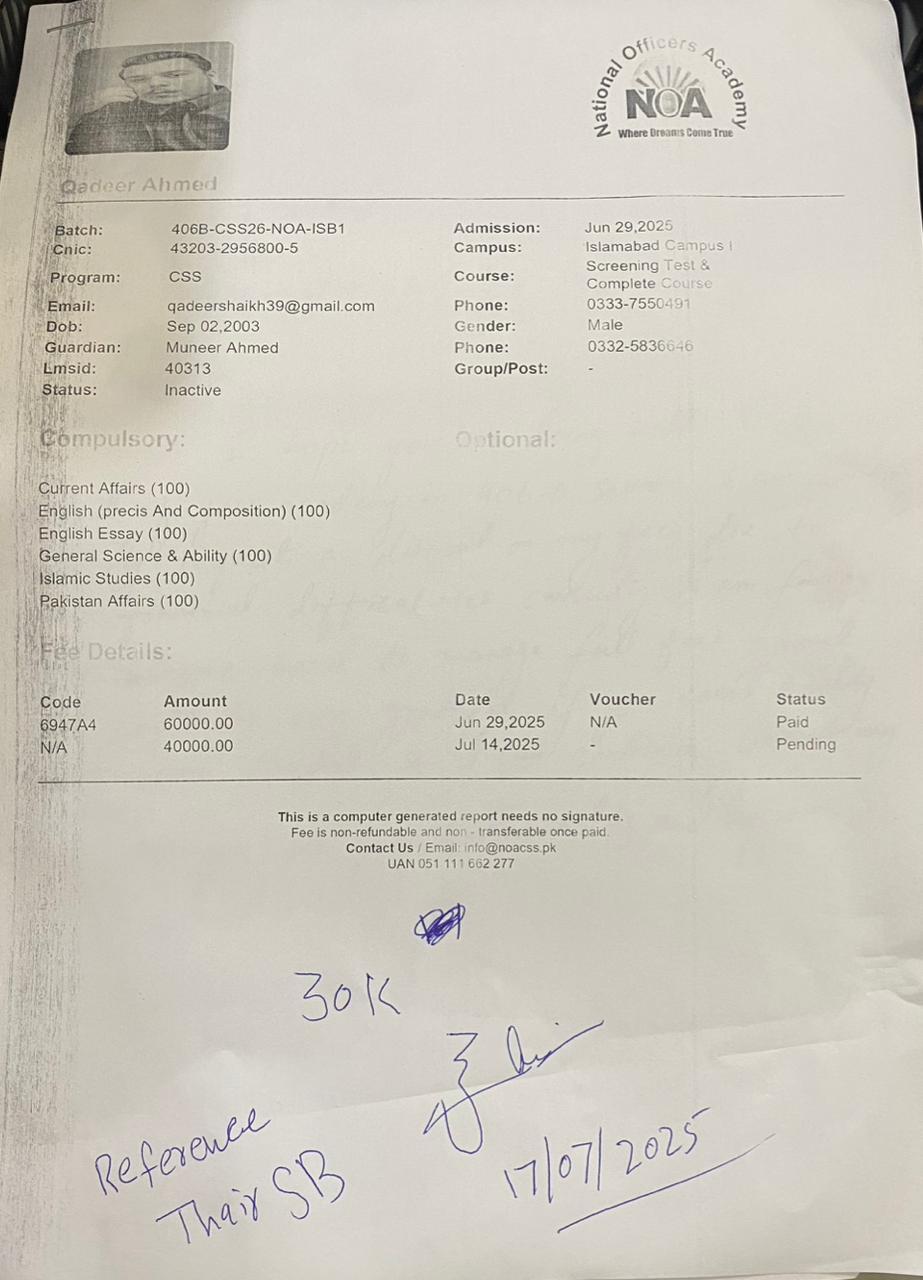 National Officers Academy
NOA
Where Dreams Come True
Qadeer Ahmed
Batch: 406B-CSS26-NOA-ISB1 Admission: Jun 29,2025
Cnic: 43203-2956800-5 Campus: Islamabad Campus I
Program: CSS Course: Screening Test & Complete Course
Email: qadeershaikh39@gmail.com Phone: 0333-7550491
Dob: Sep 02,2003 Gender: Male
Guardian: Muneer Ahmed Phone: 0332-5836646
Lmsid: 40313 Group/Post: -
Status: Inactive
Compulsory: Optional:
Current Affairs (100)
English (precis And Composition) (100)
English Essay (100)
General Science & Ability (100)
Islamic Studies (100)
Pakistan Affairs (100)
Fee Details:
Code Amount Date Voucher Status
6947A4 60000.00 Jun 29,2025 N/A Paid
N/A 40000.00 Jul 14,2025 - Pending
This is a computer generated report needs no signature.
Fee is non-refundable and non - transferable once paid.
Contact Us / Email: info@noacss.pk
UAN 051 111 662 277
30K
Reference
Thair SB
17/07/2025